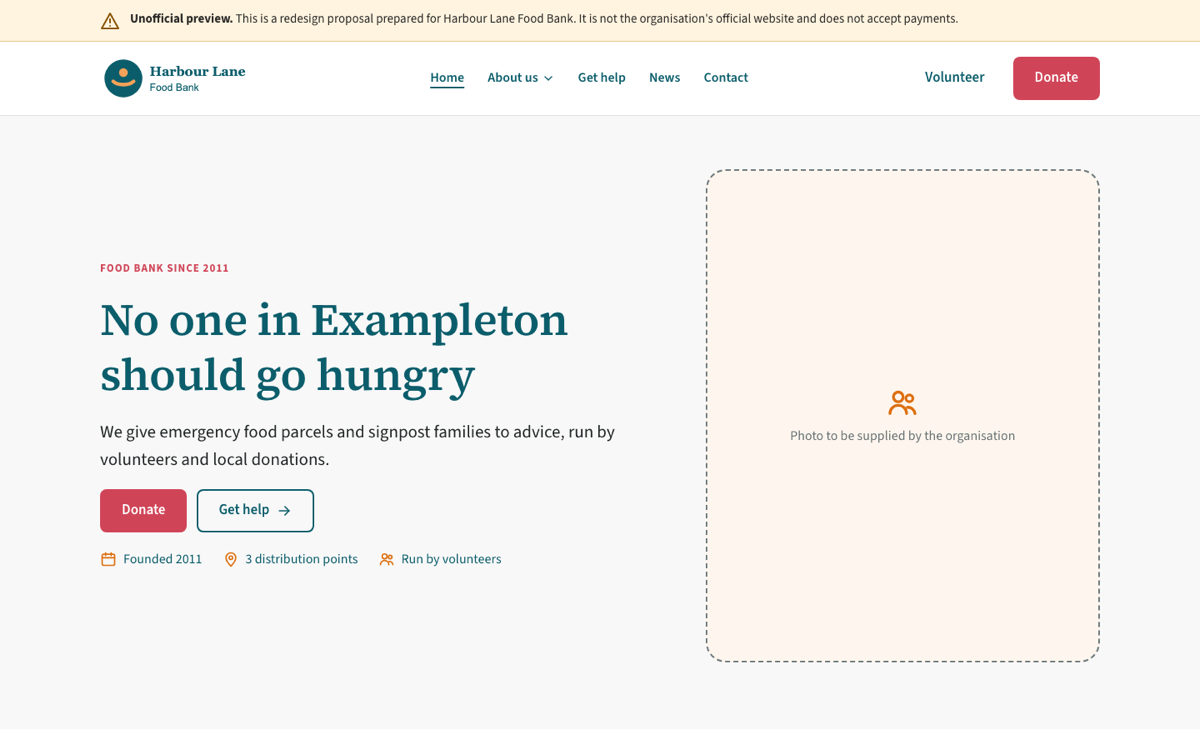 Unofficial preview. This is a redesign proposal prepared for Harbour Lane Food Bank. It is not the organisation's official website and does not accept payments.
Harbour Lane
Food Bank
Home
About us
Get help
News
Contact
Volunteer
Donate
FOOD BANK SINCE 2011
No one in Exampleton
should go hungry
We give emergency food parcels and signpost families to advice, run by
volunteers and local donations.
Donate
Get help
Founded 2011
3 distribution points
Run by volunteers
Photo to be supplied by the organisation